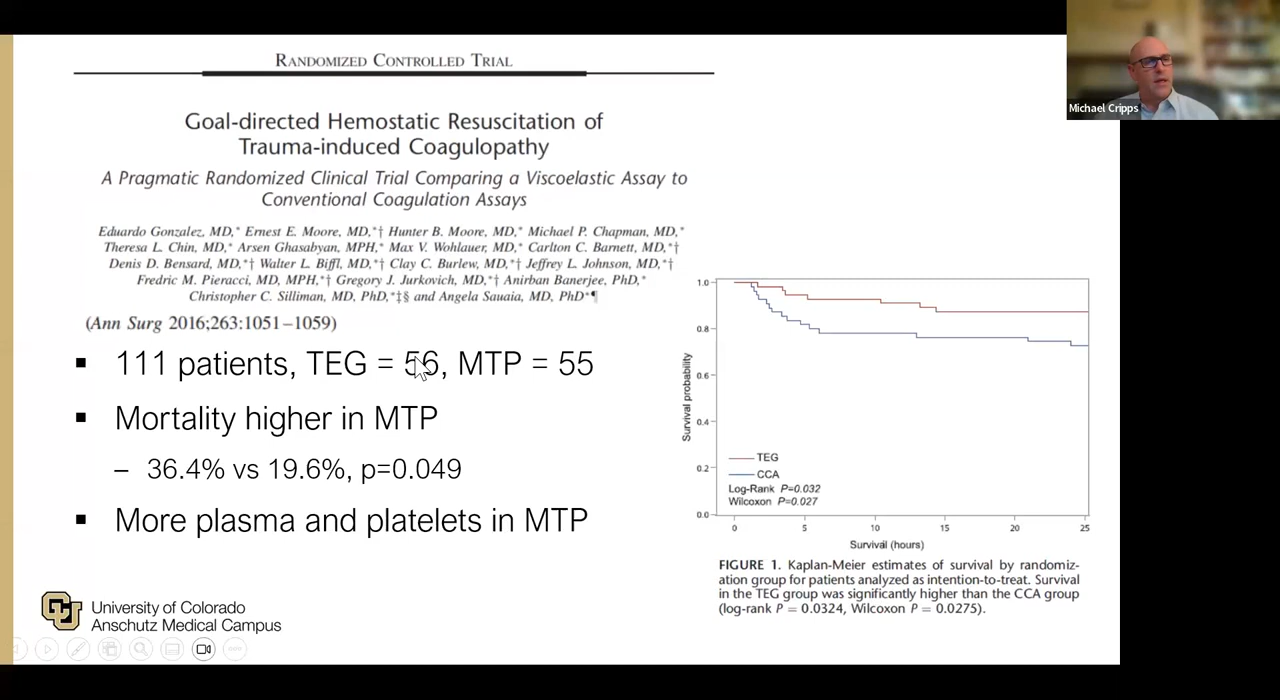 RANDOMIZED CONTROLLED TRIAL
Goal-directed Hemostatic Resuscitation of
Trauma-induced Coagulopathy
A Pragmatic Randomized Clinical Trial Comparing a Viscoelastic Assay to
Conventional Coagulation Assays
Eduardo Gonzalez, MD,* Ernest E. Moore, MD,*† Hunter B. Moore, MD,* Michael P. Chapman, MD,*
Theresa L. Chin, MD,* Arsen Ghasabyan, MPH,* Max V. Wohlauer, MD,* Carlton C. Barnett, MD,*†
Denis D. Bensard, MD,*† Walter L. Biffl, MD,*† Clay C. Burlew, MD,*† Jeffrey L. Johnson, MD,*†
Fredric M. Pieracci, MD, MPH,*† Gregory J. Jurkovich, MD,*† Anirban Banerjee, PhD,*
Christopher C. Silliman, MD, PhD,*‡§ and Angela Sauaia, MD, PhD*¶
(Ann Surg 2016;263:1051–1059)
▪ 111 patients, TEG = 56, MTP = 55
▪ Mortality higher in MTP
– 36.4% vs 19.6%, p=0.049
▪ More plasma and platelets in MTP
CU
University of Colorado
Anschutz Medical Campus
Michael Cripps
1.0
0.8
0.6
0.4
0.2
0.0
Survival probability
TEG
CCA
Log-Rank P=0.032
Wilcoxon P=0.027
0 5 10 15 20 25
Survival (hours)
FIGURE 1. Kaplan-Meier estimates of survival by randomiz-
ation group for patients analyzed as intention-to-treat. Survival
in the TEG group was significantly higher than the CCA group
(log-rank P = 0.0324, Wilcoxon P = 0.0275).